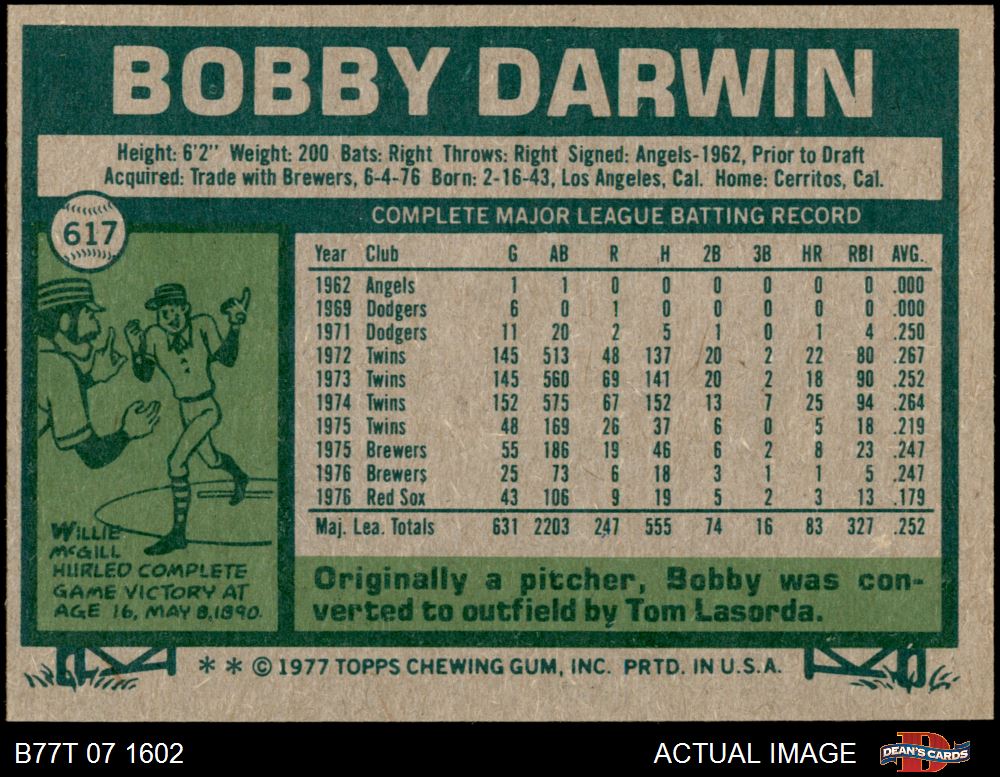 BOBBY DARWIN
Height: 6'2" Weight: 200 Bats: Right Throws: Right Signed: Angels-1962, Prior to Draft
Acquired: Trade with Brewers, 6-4-76 Born: 2-16-43, Los Angeles, Cal. Home: Cerritos, Cal.
617
COMPLETE MAJOR LEAGUE BATTING RECORD
Year Club G AB R H 2B 3B HR RBI AVG.
1962 Angels 1 1 0 0 0 0 0 0 .000
1969 Dodgers 6 0 1 0 0 0 0 0 .000
1971 Dodgers 11 20 2 5 1 0 1 4 .250
1972 Twins 145 513 48 137 20 2 22 80 .267
1973 Twins 145 560 69 141 20 2 18 90 .252
1974 Twins 152 575 67 152 13 7 25 94 .264
1975 Twins 48 169 26 37 6 0 5 18 .219
1975 Brewers 55 186 19 46 6 2 8 23 .247
1976 Brewers 25 73 6 18 3 1 1 5 .247
1976 Red Sox 43 106 9 19 5 2 3 13 .179
Maj. Lea. Totals 631 2203 247 555 74 16 83 327 .252
WILLIE
McGILL
HURLED COMPLETE
GAME VICTORY AT
AGE 16, MAY 8, 1890.
Originally a pitcher, Bobby was con-
verted to outfield by Tom Lasorda.
* * © 1977 TOPPS CHEWING GUM, INC. PRTD. IN U.S.A.
B77T 07 1602
ACTUAL IMAGE
DEAN'S CARDS